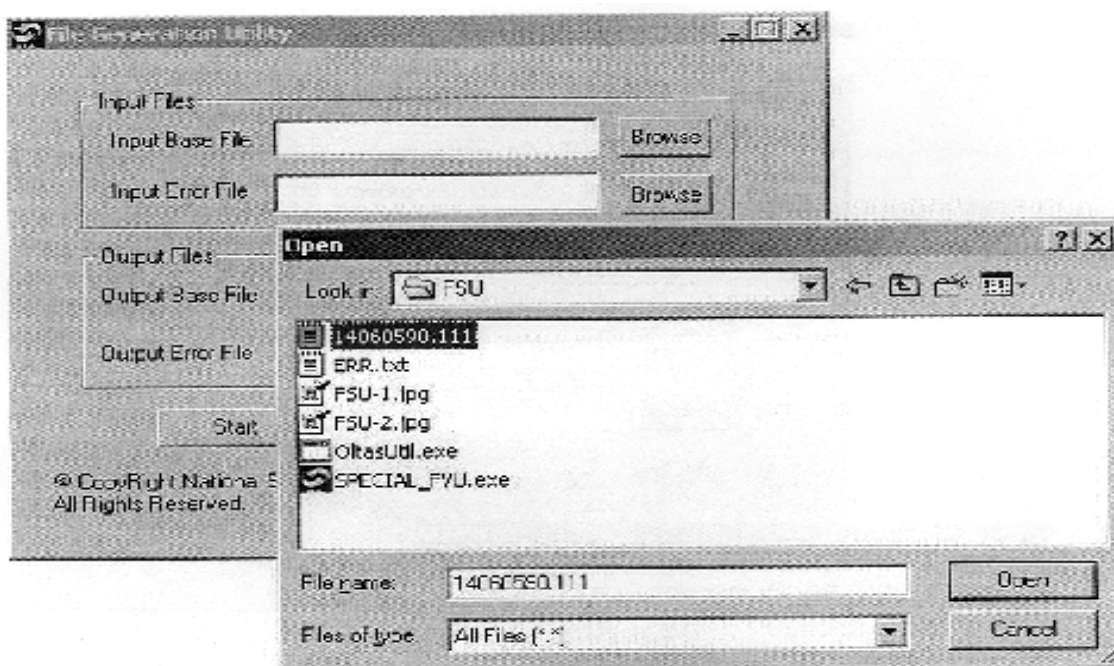 File Generation Utility
Input Files
Input Base File
Browse
Input Error File
Browse
Output Files
Output Base File
Output Error File
Start
© CopyRight National S
All Rights Reserved.
Open
Look in:
FSU
14060590.111
ERR.txt
FSU-1.jpg
FSU-2.jpg
OltasUtil.exe
SPECIAL_FVU.exe
File name:
14060590.111
Open
Files of type
All Files (*.*)
Cancel